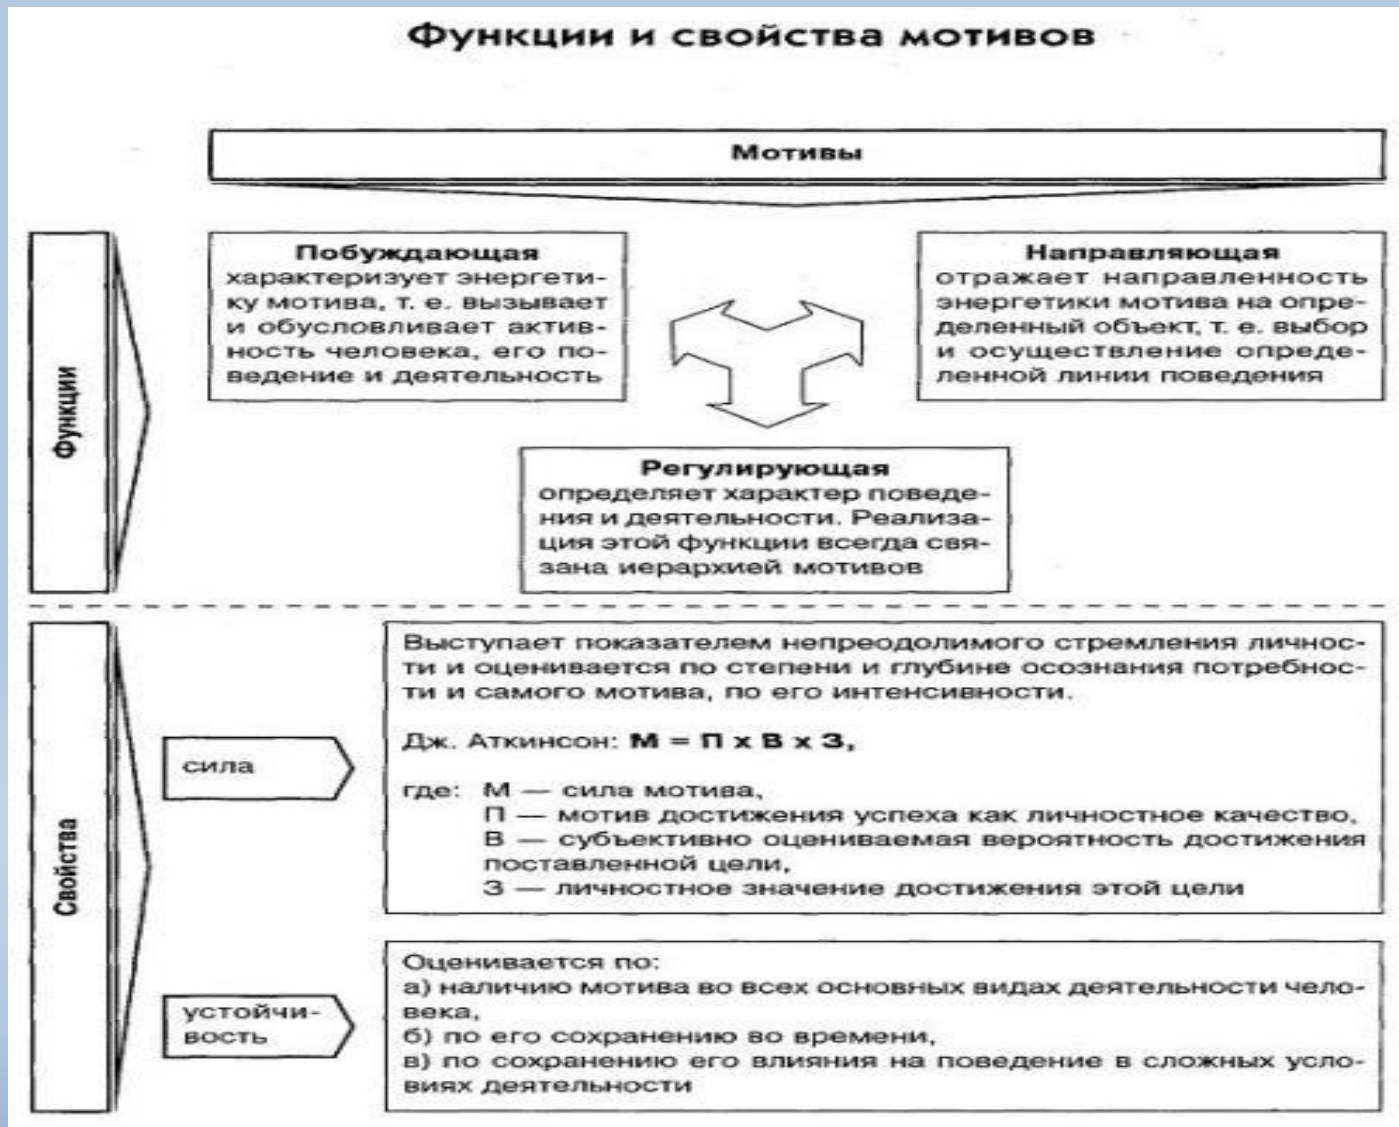 Функции и свойства мотивов
Мотивы
Функции
Побуждающая
характеризует энергети-
ку мотива, т. е. вызывает
и обусловливает актив-
ность человека, его по-
ведение и деятельность
Направляющая
отражает направленность
энергетики мотива на опре-
деленный объект, т. е. выбор
и осуществление опреде-
ленной линии поведения
Регулирующая
определяет характер поведе-
ния и деятельности. Реализа-
ция этой функции всегда свя-
зана иерархией мотивов
Свойства
сила
Выступает показателем непреодолимого стремления личнос-
ти и оценивается по степени и глубине осознания потребнос-
ти и самого мотива, по его интенсивности.
Дж. Аткинсон: М = П х В х З,
где: М — сила мотива,
П — мотив достижения успеха как личностное качество,
В — субъективно оцениваемая вероятность достижения
поставленной цели,
З — личностное значение достижения этой цели
устойчи-
вость
Оценивается по:
а) наличию мотива во всех основных видах деятельности чело-
века,
б) по его сохранению во времени,
в) по сохранению его влияния на поведение в сложных усло-
виях деятельности